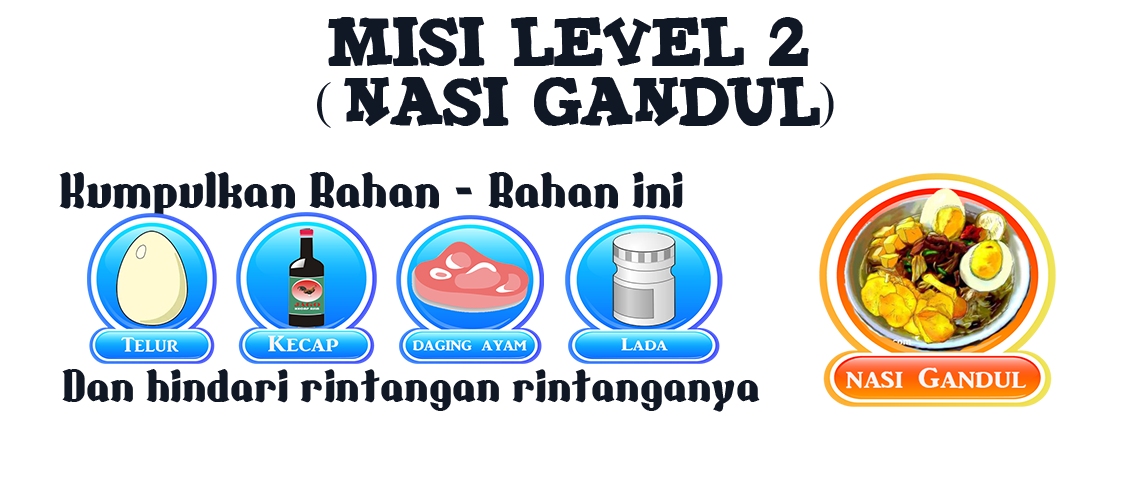 MISI LEVEL 2
( NASI GANDUL)
Kumpulkan Bahan - Bahan ini
TELUR
KECAP
DAGING AYAM
LADA
Dan hindari rintangan rintanganya
.com
NASI GANDUL